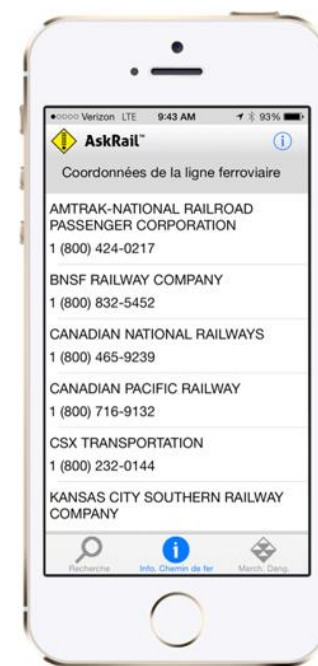 ●○○○○ Verizon LTE 9:43 AM 93%
AskRail™
Coordonnées de la ligne ferroviaire
AMTRAK-NATIONAL RAILROAD
PASSENGER CORPORATION
1 (800) 424-0217
BNSF RAILWAY COMPANY
1 (800) 832-5452
CANADIAN NATIONAL RAILWAYS
1 (800) 465-9239
CANADIAN PACIFIC RAILWAY
1 (800) 716-9132
CSX TRANSPORTATION
1 (800) 232-0144
KANSAS CITY SOUTHERN RAILWAY
COMPANY
Recherche Info. Chemin de fer March. Dang.